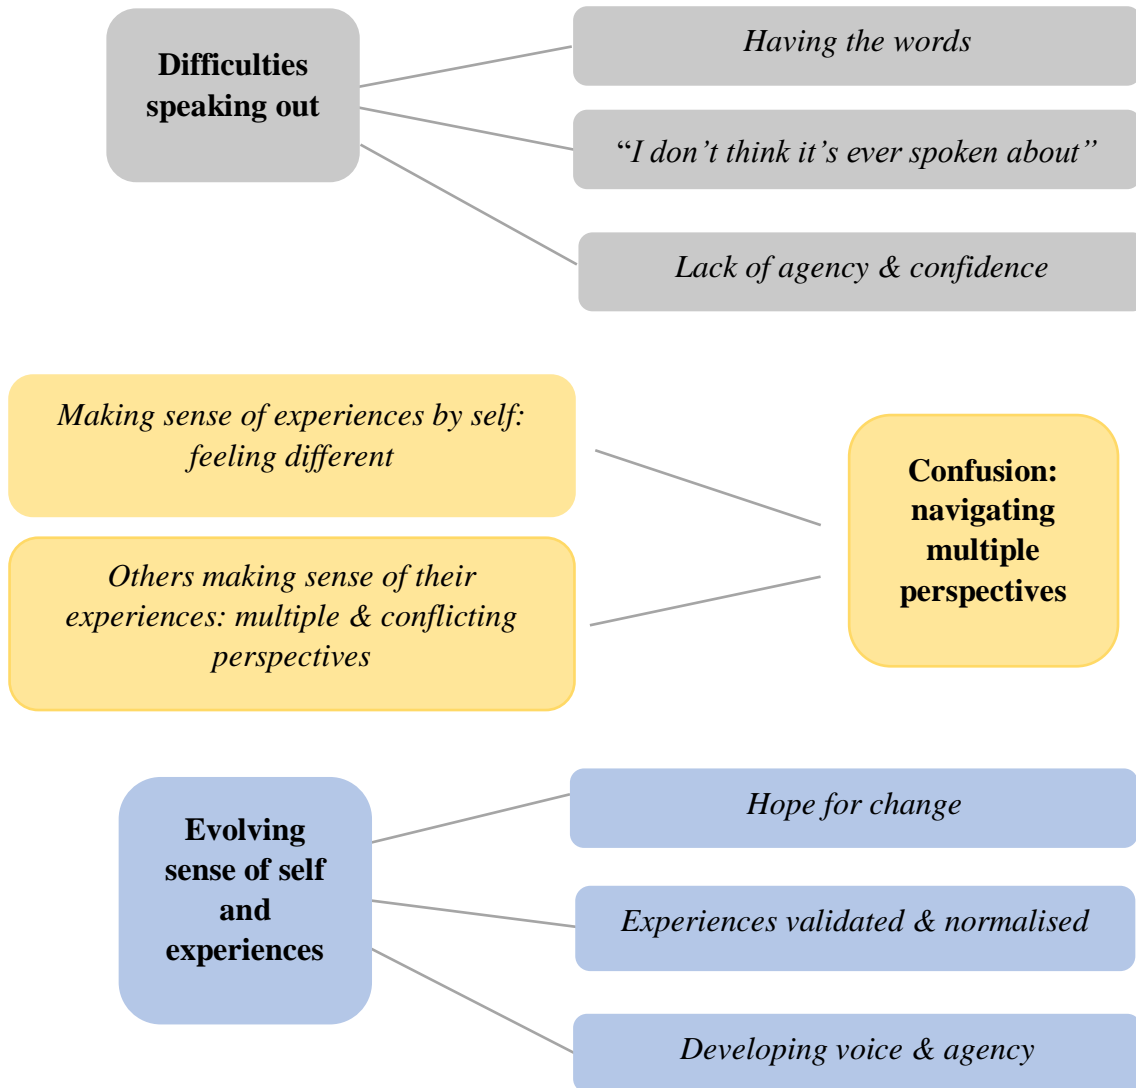 Difficulties
speaking out
Having the words
“I don’t think it’s ever spoken about”
Lack of agency & confidence
Making sense of experiences by self:
feeling different
Others making sense of their
experiences: multiple & conflicting
perspectives
Confusion:
navigating
multiple
perspectives
Evolving
sense of self
and
experiences
Hope for change
Experiences validated & normalised
Developing voice & agency